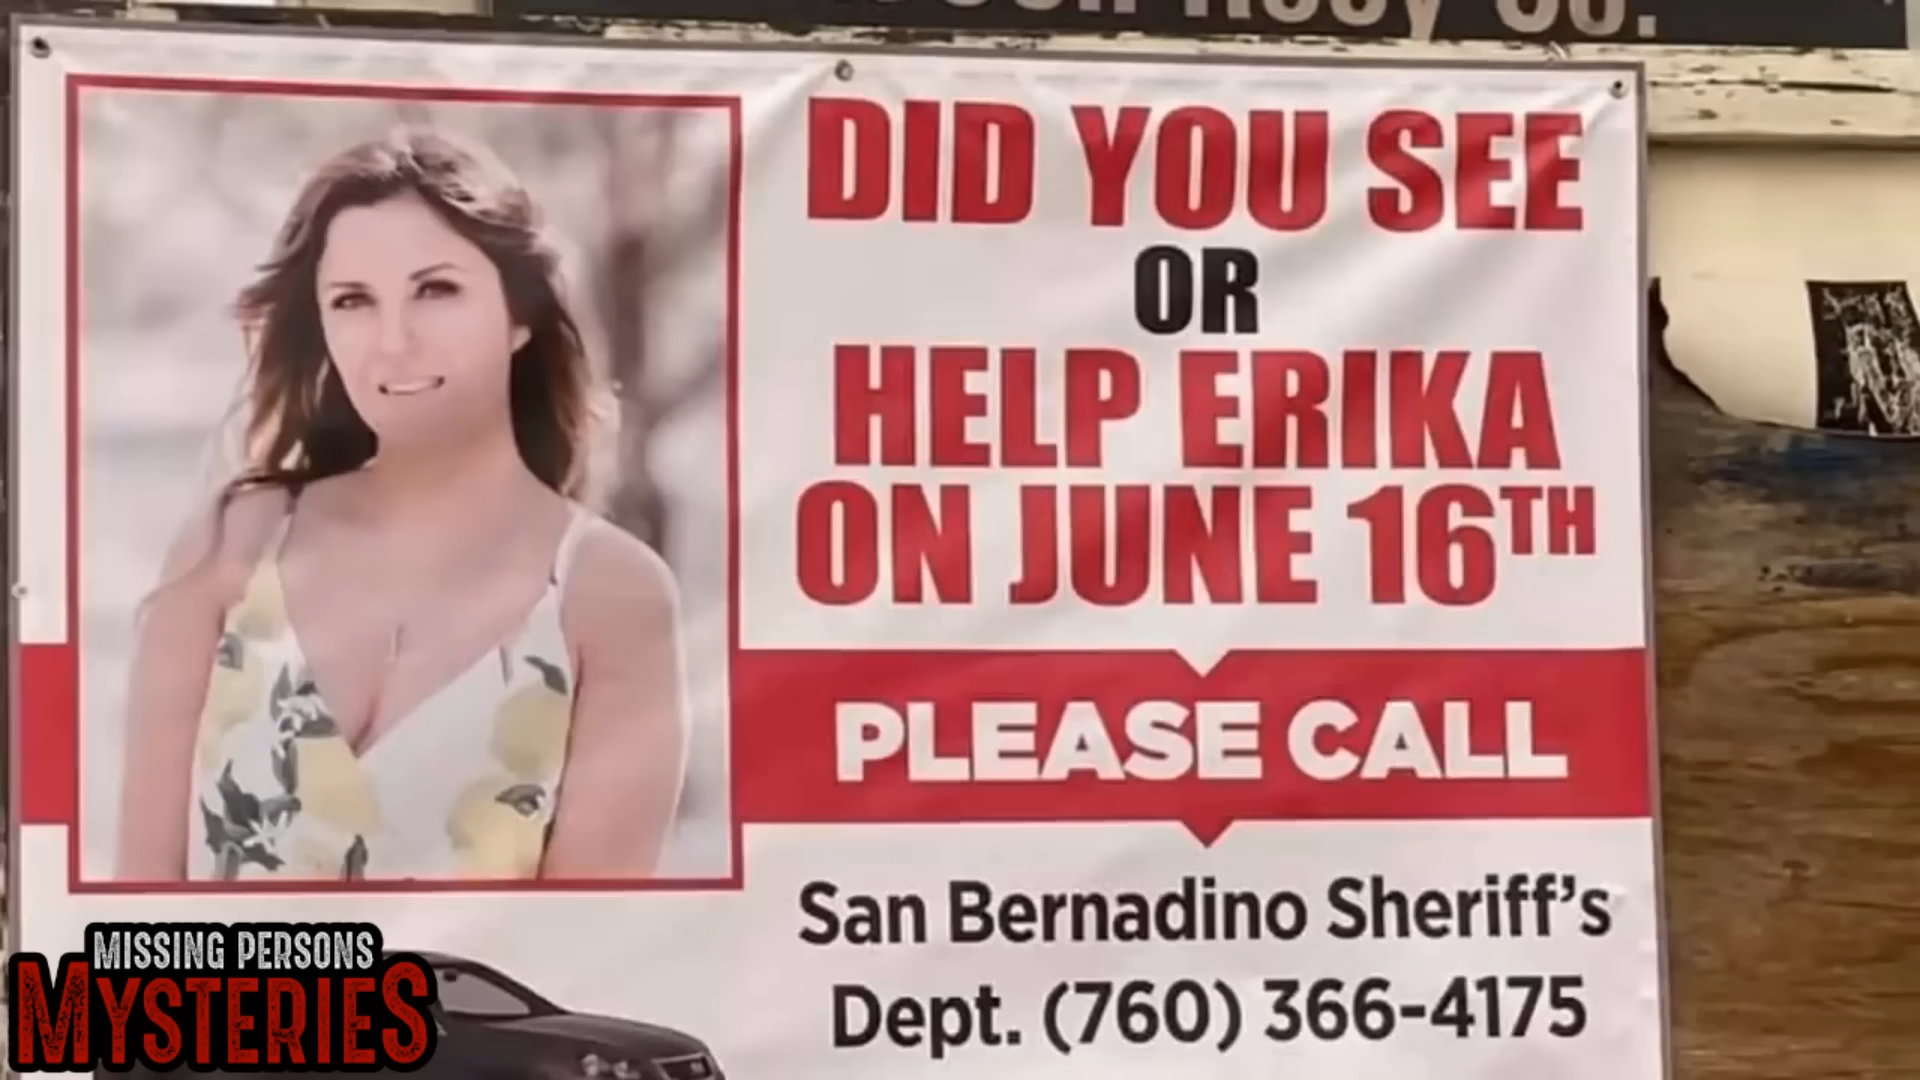 Co.
DID YOU SEE
OR
HELP ERIKA
ON JUNE 16TH
PLEASE CALL
San Bernadino Sheriff's
Dept. (760) 366-4175
MISSING PERSONS
MYSTERIES